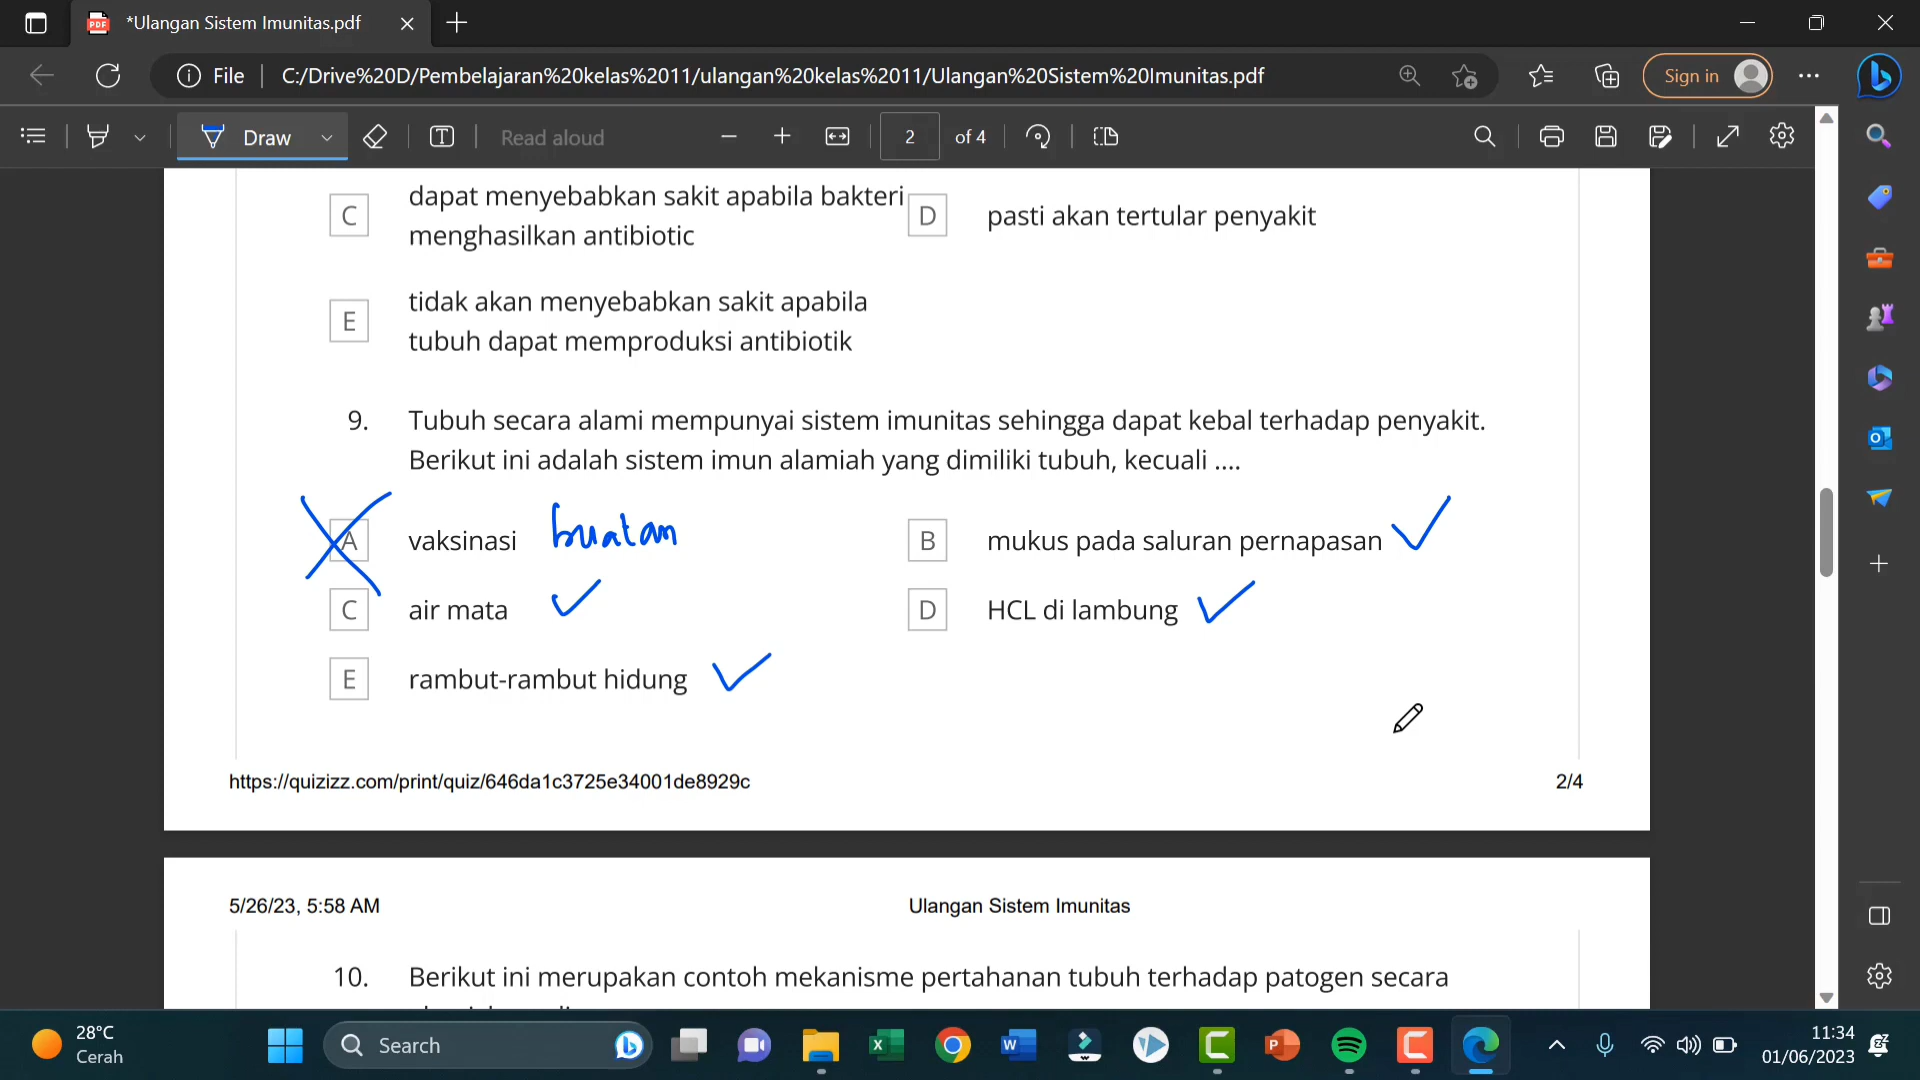 *Ulangan Sistem Imunitas.pdf
File
C:/Drive%20D/Pembelajaran%20kelas%2011/ulangan%20kelas%2011/Ulangan%20Sistem%20Imunitas.pdf
Sign in
Draw
Read aloud
2
of 4
C
dapat menyebabkan sakit apabila bakteri
menghasilkan antibiotic
D
pasti akan tertular penyakit
E
tidak akan menyebabkan sakit apabila
tubuh dapat memproduksi antibiotik
9. Tubuh secara alami mempunyai sistem imunitas sehingga dapat kebal terhadap penyakit.
Berikut ini adalah sistem imun alamiah yang dimiliki tubuh, kecuali ....
A vaksinasi buatan
B mukus pada saluran pernapasan
C air mata
D HCL di lambung
E rambut-rambut hidung
https://quizizz.com/print/quiz/646da1c3725e34001de8929c
2/4
5/26/23, 5:58 AM
Ulangan Sistem Imunitas
10. Berikut ini merupakan contoh mekanisme pertahanan tubuh terhadap patogen secara
28°C
Cerah
Search
11:34
01/06/2023